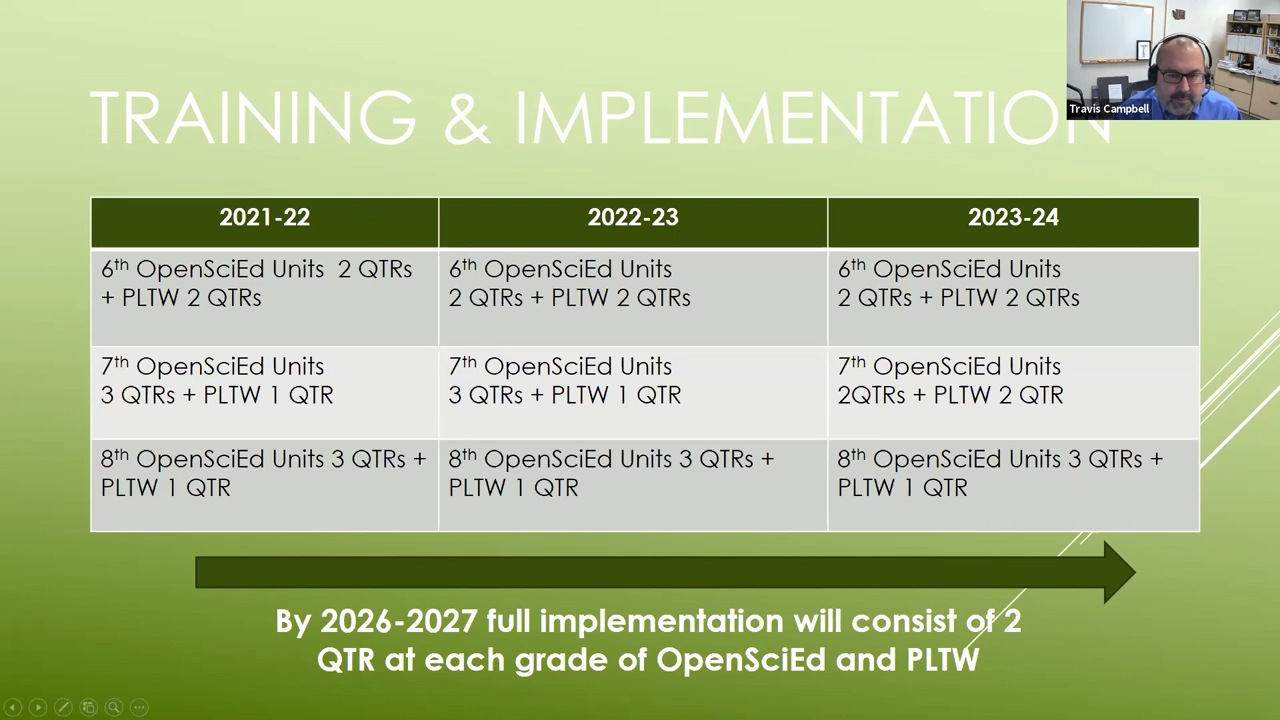 Travis Campbell
TRAINING & IMPLEMENTATION
2021-22
2022-23
2023-24
6th OpenSciEd Units 2 QTRs
+ PLTW 2 QTRs
6th OpenSciEd Units
2 QTRs + PLTW 2 QTRs
6th OpenSciEd Units
2 QTRs + PLTW 2 QTRs
7th OpenSciEd Units
3 QTRs + PLTW 1 QTR
7th OpenSciEd Units
3 QTRs + PLTW 1 QTR
7th OpenSciEd Units
2QTRs + PLTW 2 QTR
8th OpenSciEd Units 3 QTRs +
PLTW 1 QTR
8th OpenSciEd Units 3 QTRs +
PLTW 1 QTR
8th OpenSciEd Units 3 QTRs +
PLTW 1 QTR
By 2026-2027 full implementation will consist of 2
QTR at each grade of OpenSciEd and PLTW